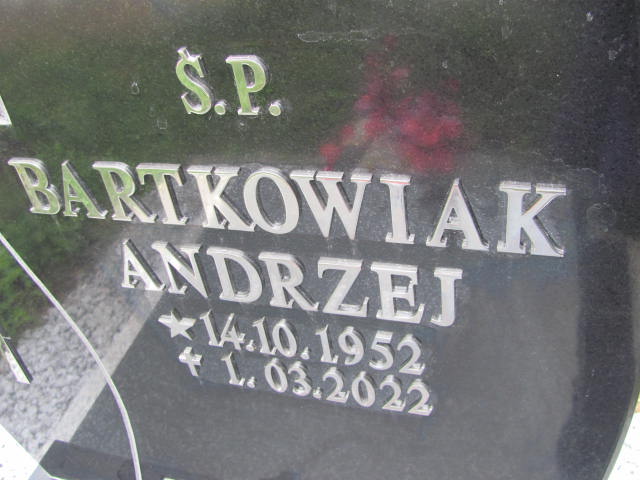 Ś.P.
BARTKOWIAK
ANDRZEJ
★ 14.10.1952
✝ 1.03.2022